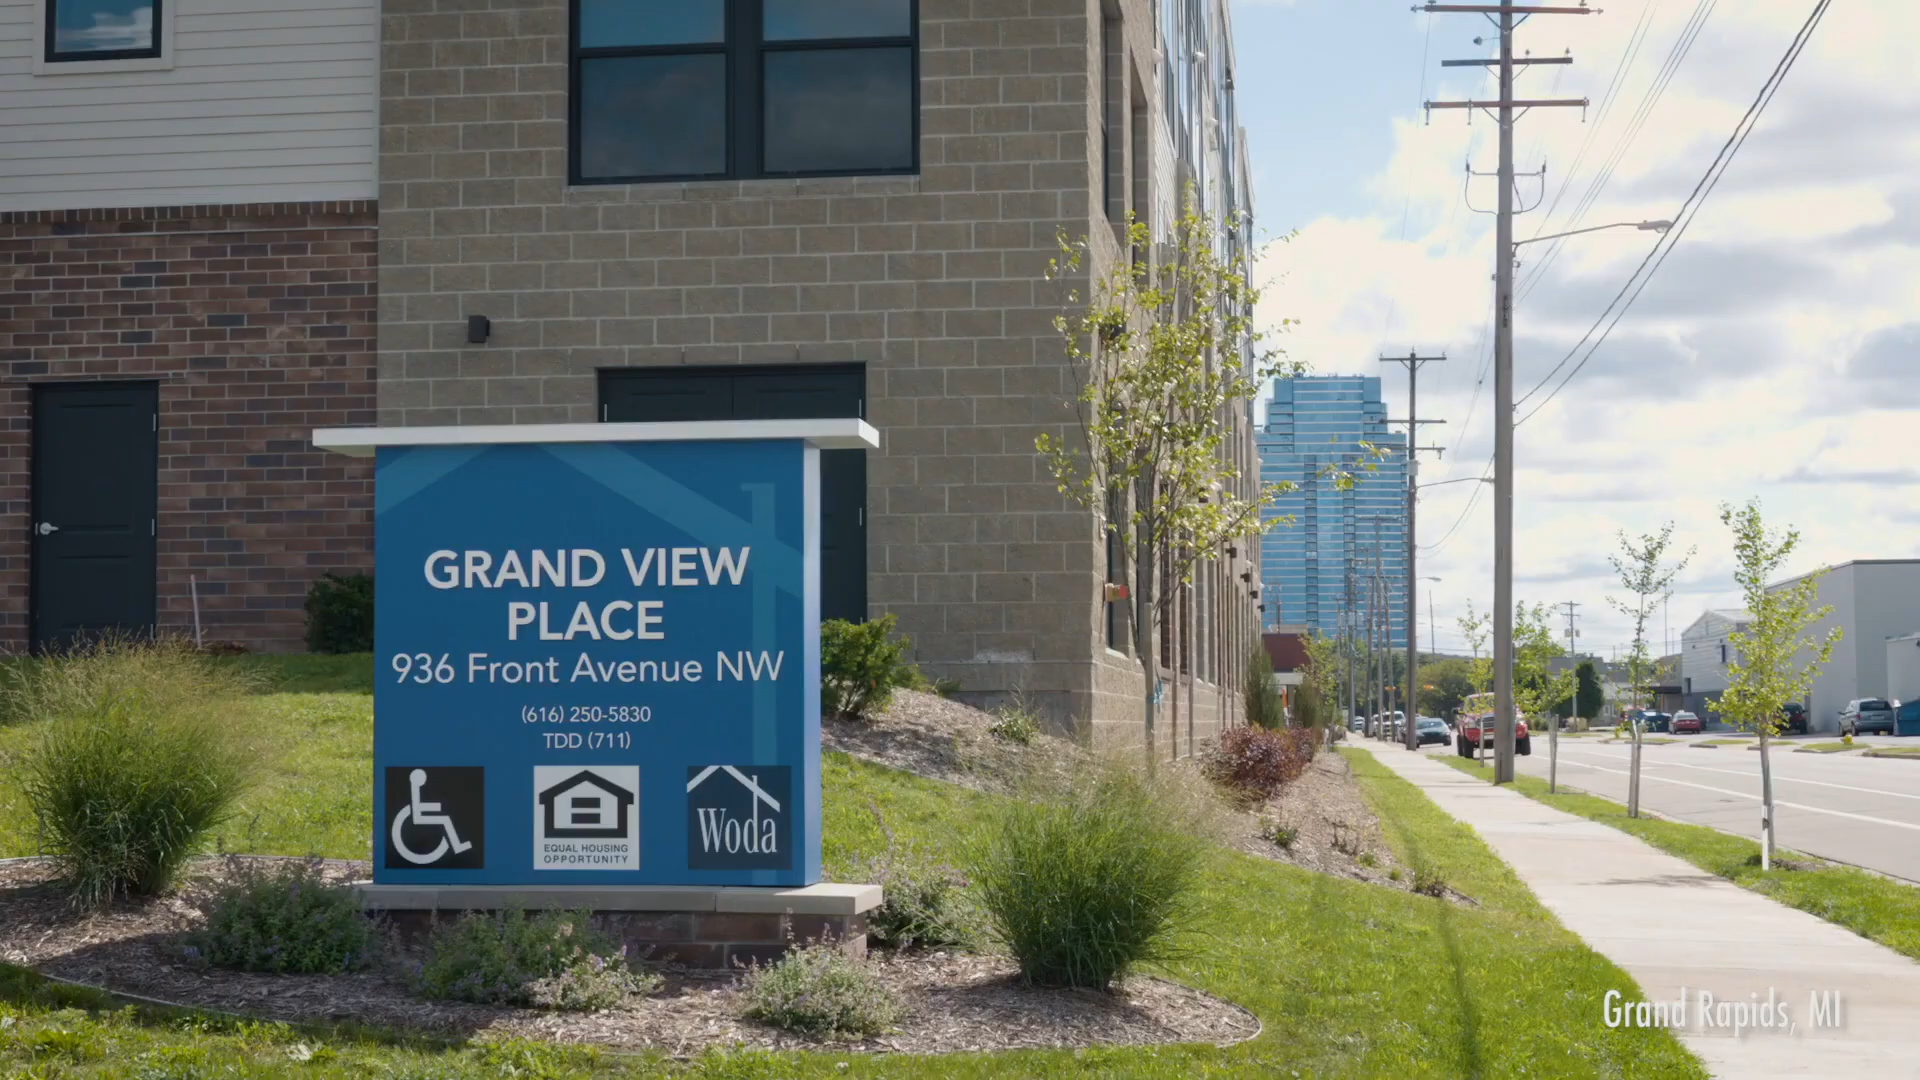 GRAND VIEW
PLACE
936 Front Avenue NW
(616) 250-5830
TDD (711)
EQUAL HOUSING
OPPORTUNITY
Woda
Grand Rapids, MI